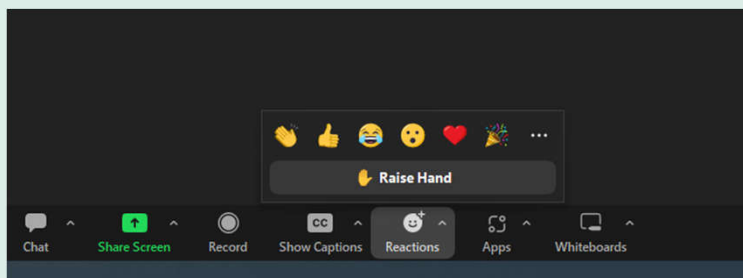 Raise Hand
CC
Chat
Share Screen
Record
Show Captions
Reactions
Apps
Whiteboards